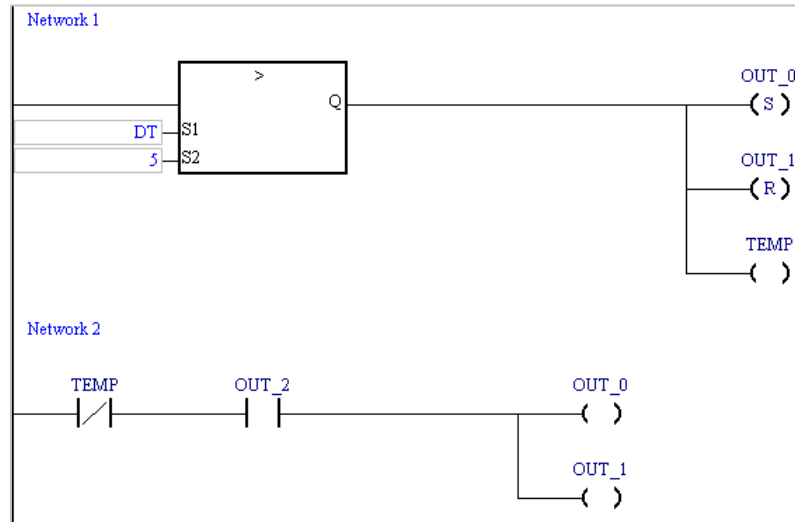 Network 1
>
OUT_0
Q
( S )
DT
S1
5
S2
OUT_1
( R )
TEMP
( )
Network 2
TEMP
OUT_2
OUT_0
( )
OUT_1
( )